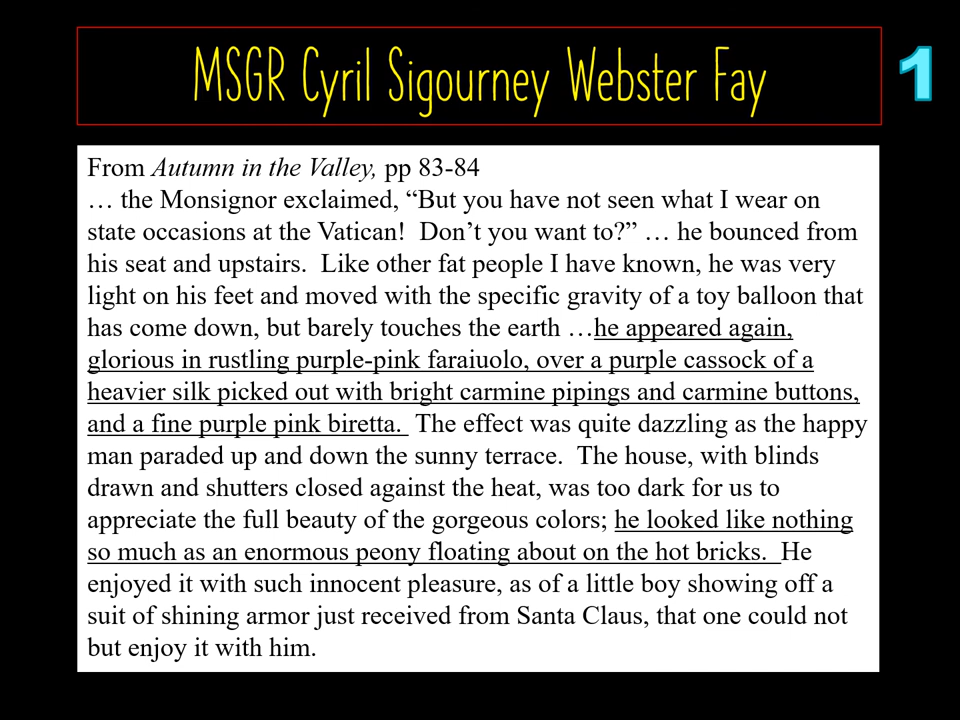 MSGR Cyril Sigourney Webster Fay
1
From Autumn in the Valley, pp 83-84
… the Monsignor exclaimed, “But you have not seen what I wear on
state occasions at the Vatican!  Don’t you want to?” … he bounced from
his seat and upstairs.  Like other fat people I have known, he was very
light on his feet and moved with the specific gravity of a toy balloon that
has come down, but barely touches the earth …he appeared again,
glorious in rustling purple-pink faraiuolo, over a purple cassock of a
heavier silk picked out with bright carmine pipings and carmine buttons,
and a fine purple pink biretta.  The effect was quite dazzling as the happy
man paraded up and down the sunny terrace.  The house, with blinds
drawn and shutters closed against the heat, was too dark for us to
appreciate the full beauty of the gorgeous colors; he looked like nothing
so much as an enormous peony floating about on the hot bricks.  He
enjoyed it with such innocent pleasure, as of a little boy showing off a
suit of shining armor just received from Santa Claus, that one could not
but enjoy it with him.